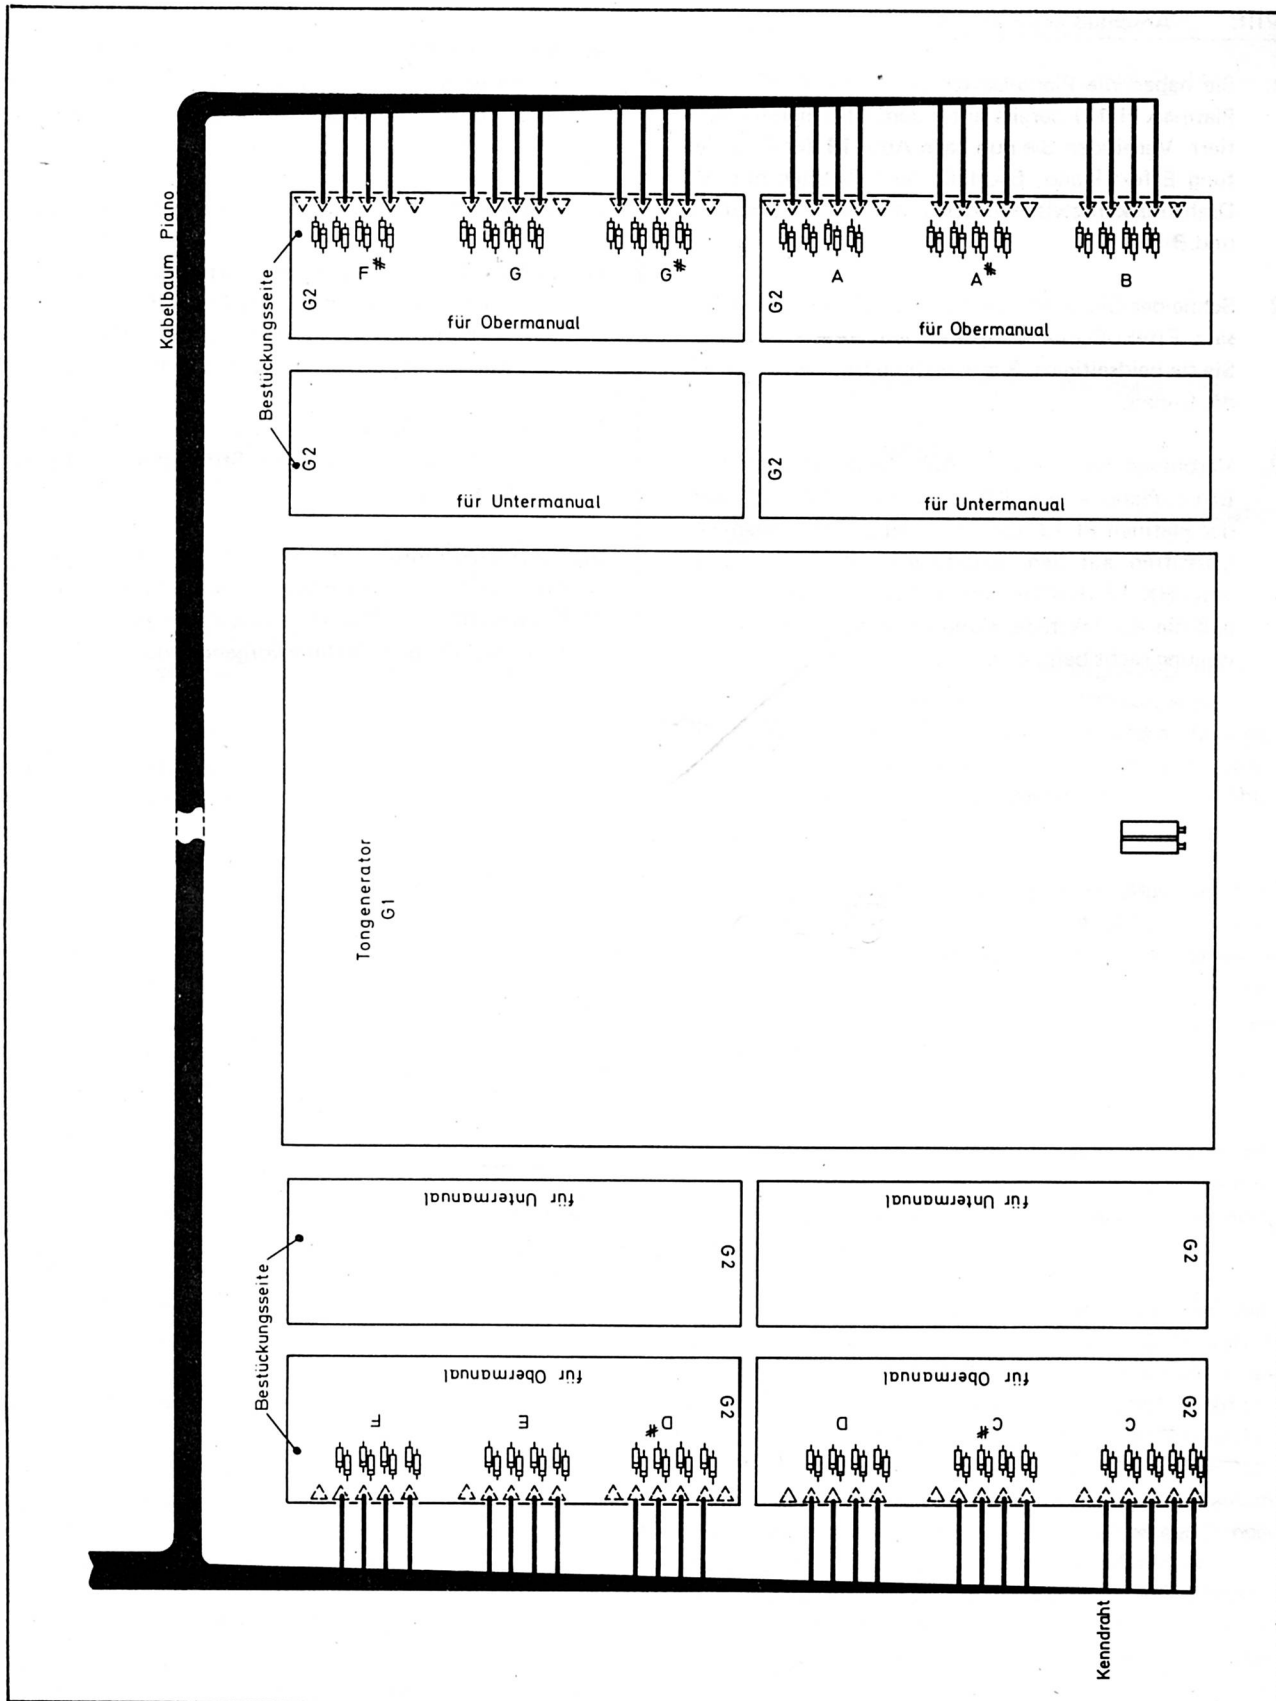 Kabelbaum Piano
Bestückungsseite
F# G G#
G2
für Obermanual
A A# B
G2
für Obermanual
G2
für Untermanual
G2
für Untermanual
Tongenerator
G1
Bestückungsseite
für Untermanual
G2
für Untermanual
G2
für Obermanual
G2
F E D#
für Obermanual
G2
D C# C
Kenndraht